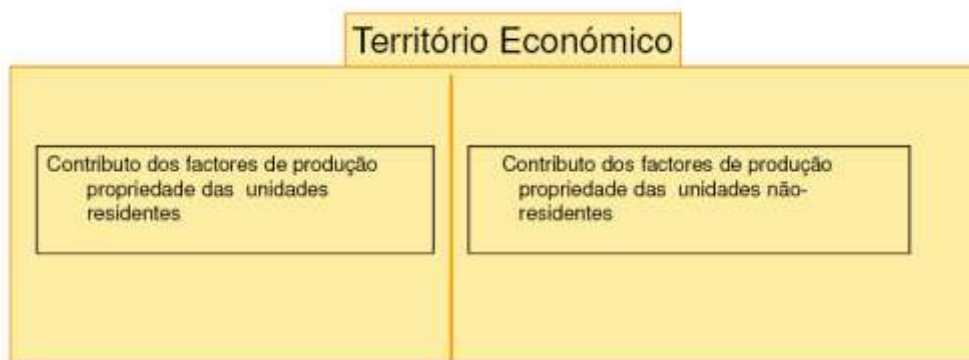 Território Económico
Contributo dos factores de produção
propriedade das unidades
residentes
Contributo dos factores de produção
propriedade das unidades não-
residentes